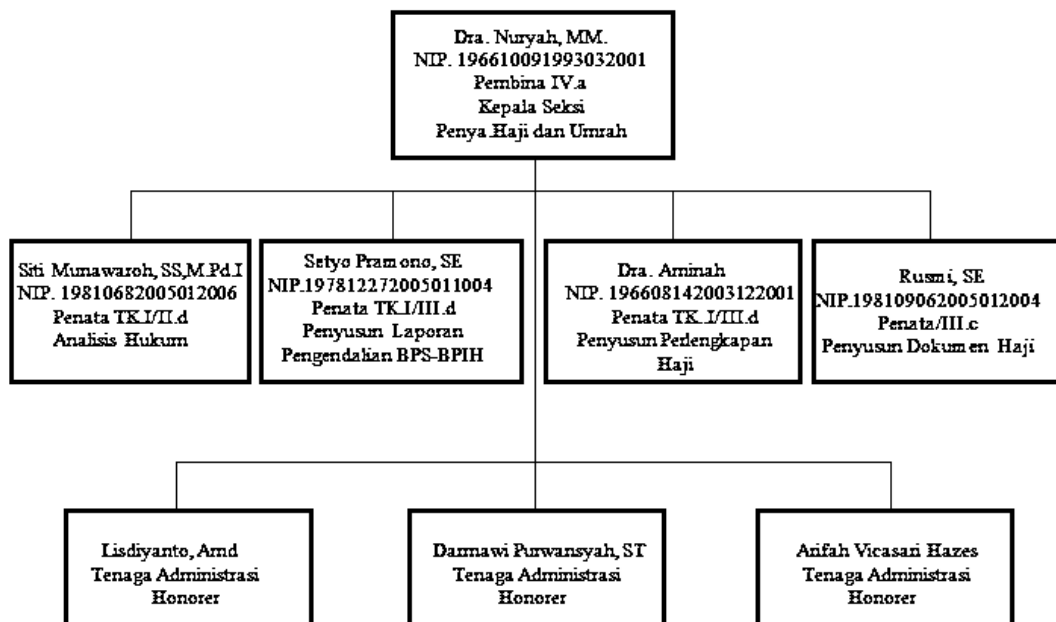 Dra. Nuryah, MM.
NIP. 196610091993032001
Pembina IV.a
Kepala Seksi
Penya.Haji dan Umrah
Siti Munawaroh, SS,M.Pd.I
NIP. 19810682005012006
Penata TK.I/II.d
Analisis Hukum
Setyo Pramono, SE
NIP.197812272005011004
Penata TK.I/III.d
Penyusun Laporan
Pengendalian BPS-BPIH
Dra. Aminah
NIP. 196608142003122001
Penata TK.I/III.d
Penyusun Perlengkapan
Haji
Rusmi, SE
NIP.198109062005012004
Penata/III.c
Penyusun Dokumen Haji
Lisdiyanto, Amd
Tenaga Administrasi
Honorer
Darmawi Purwansyah, ST
Tenaga Administrasi
Honorer
Arifah Vicasari Hazes
Tenaga Administrasi
Honorer